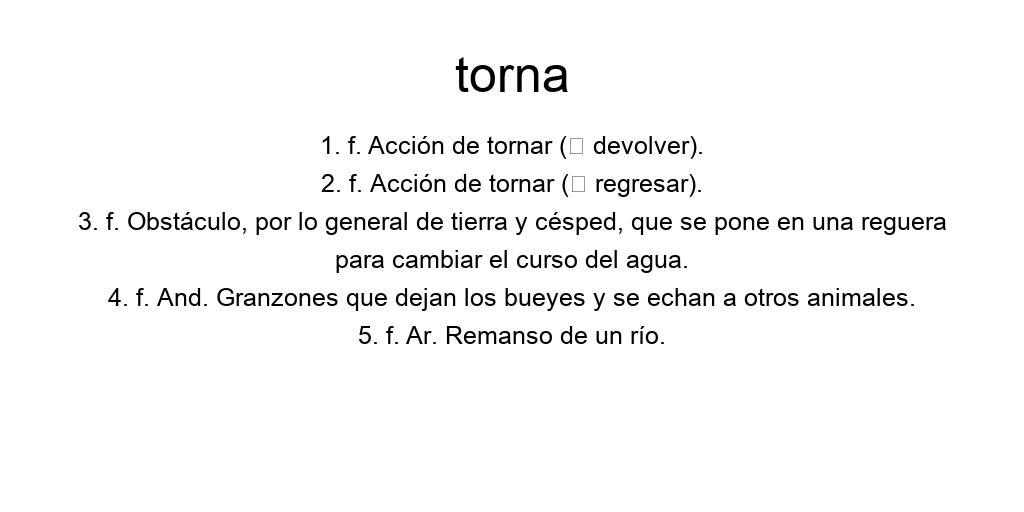 torna
1. f. Acción de tornar (□ devolver).
2. f. Acción de tornar (□ regresar).
3. f. Obstáculo, por lo general de tierra y césped, que se pone en una reguera
para cambiar el curso del agua.
4. f. And. Granzones que dejan los bueyes y se echan a otros animales.
5. f. Ar. Remanso de un río.